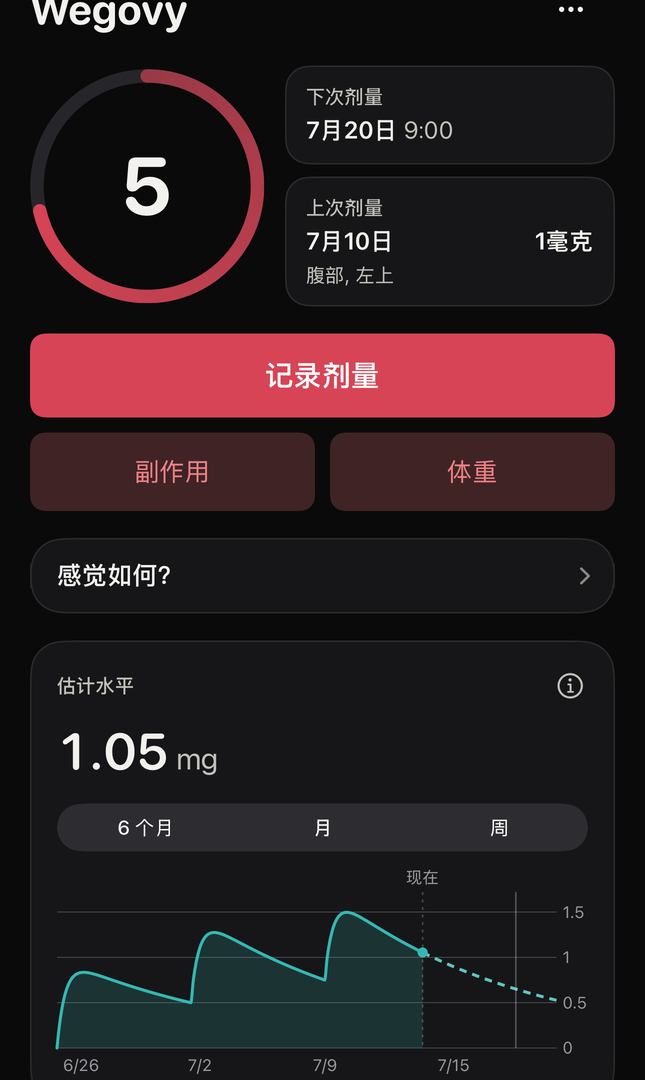 Wegovy
5
下次剂量
7月20日 9:00
上次剂量
7月10日 1毫克
腹部, 左上
记录剂量
副作用 体重
感觉如何?
估计水平
1.05 mg
6 个月 月 周
现在
1.5
1
0.5
0
6/26 7/2 7/9 7/15